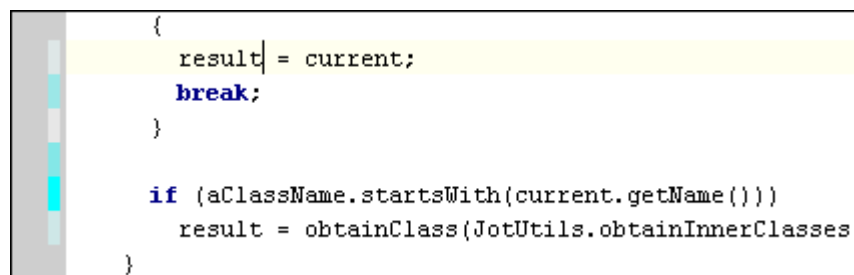 {
result = current;
break;
}
if (aClassName.startsWith(current.getName()))
result = obtainClass(JotUtils.obtainInnerClasses
}